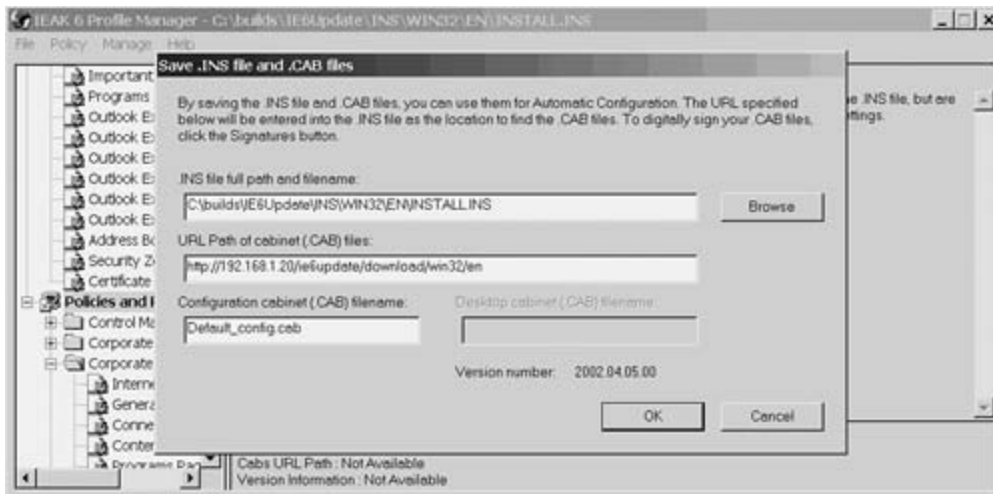 IEAK 6 Profile Manager - C:\builds\IE6Update\INS\WIN32\EN\INSTALL.INS
File Policy Manage Help
Save .INS file and .CAB files
By saving the .INS file and .CAB files, you can use them for Automatic Configuration. The URL specified
below will be entered into the .INS file as the location to find the .CAB files. To digitally sign your .CAB files,
click the Signatures button.
.INS file full path and filename:
C:\builds\IE6Update\INS\WIN32\EN\INSTALL.INS
Browse
URL Path of cabinet (.CAB) files:
http://192.168.1.20/ie6update/download/win32/en
Configuration cabinet (.CAB) filename:
Desktop cabinet (.CAB) filename:
Default_config.cab
Version number: 2002.04.05.00
OK
Cancel
Important
Programs
Outlook E
Outlook E
Outlook E
Outlook E
Outlook E
Outlook E
Address Bo
Security Z
Certificate
Policies and
Control Ma
Corporate
Corporate
Intern
Genera
Conne
Conten
Programs Pag
.INS file, but are
ttings.
Cabs URL Path : Not Available
Version Information : Not Available